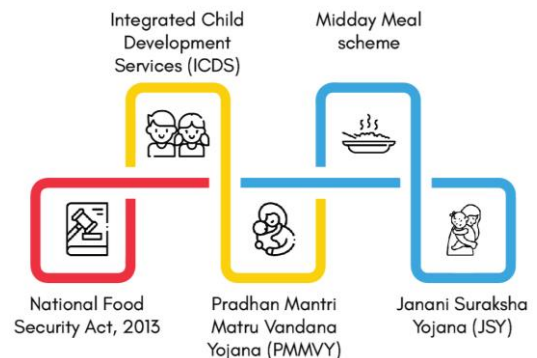 Integrated Child
Development
Services (ICDS)
Midday Meal
scheme
National Food
Security Act, 2013
Pradhan Mantri
Matru Vandana
Yojana (PMMVY)
Janani Suraksha
Yojana (JSY)